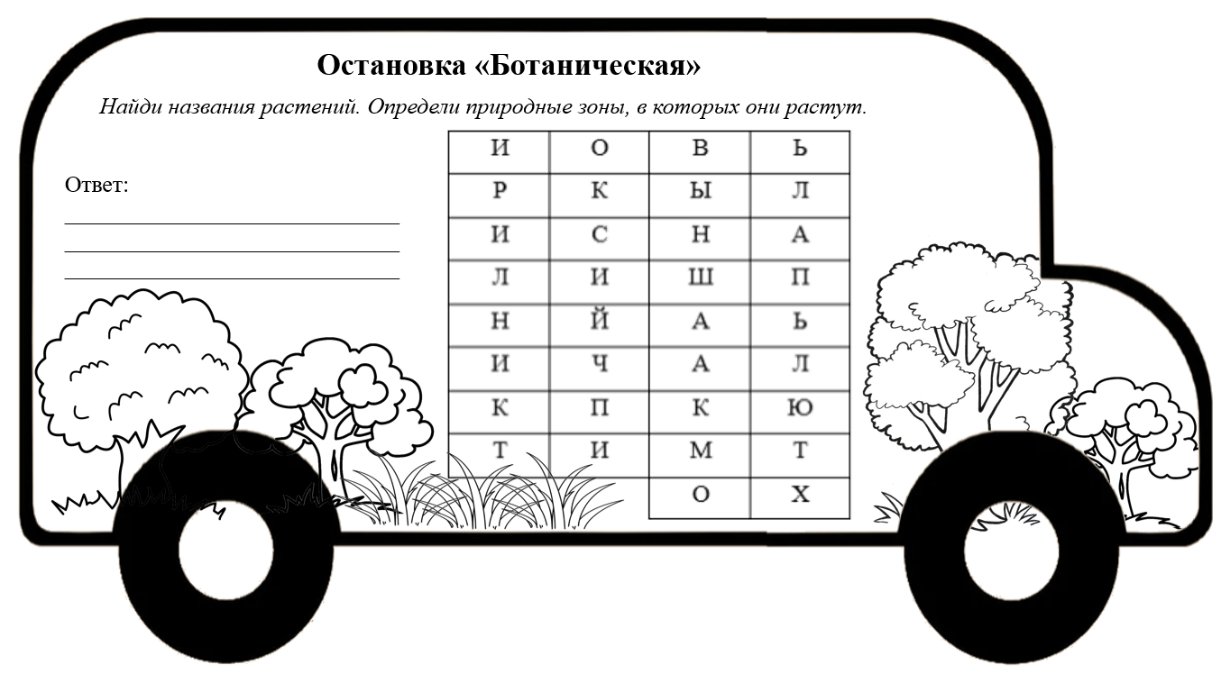 Остановка «Ботаническая»
Найди названия растений. Определи природные зоны, в которых они растут.
Ответ:
И О В Ь
Р К Ы Л
И С Н А
Л И Ш П
Н Й А Ь
И Ч А Л
К П К Ю
Т И М Т
О Х